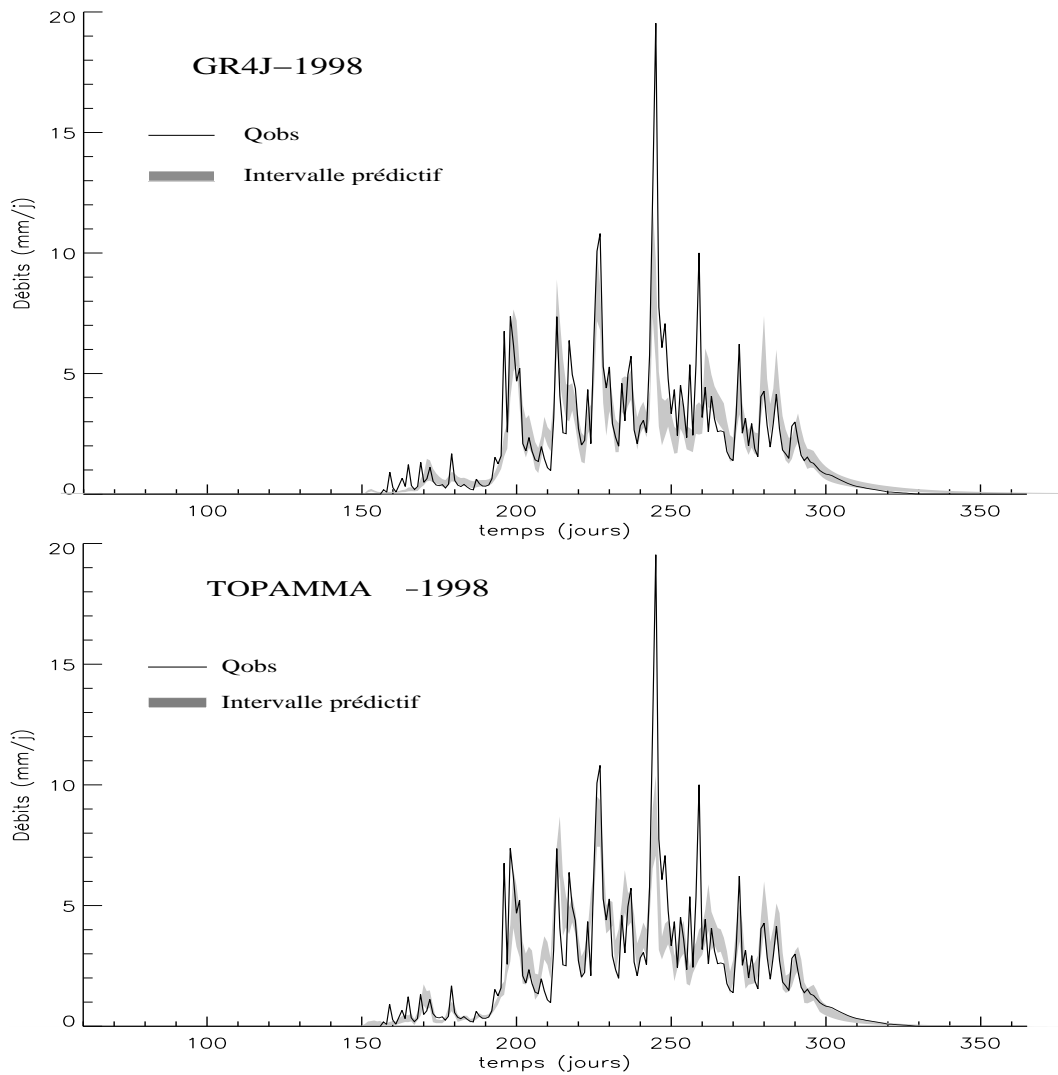 20
GR4J–1998
15
Qobs
Intervalle prédictif
Débits (mm/j)
10
5
0
100 150 200 250 300 350
temps (jours)
20
TOPAMMA –1998
15
Qobs
Intervalle prédictif
Débits (mm/j)
10
5
0
100 150 200 250 300 350
temps (jours)